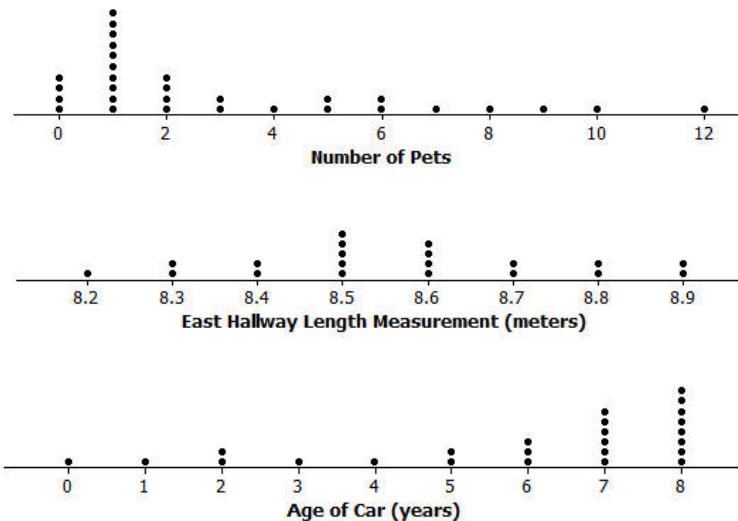 0 2 4 6 8 10 12
Number of Pets
8.2 8.3 8.4 8.5 8.6 8.7 8.8 8.9
East Hallway Length Measurement (meters)
0 1 2 3 4 5 6 7 8
Age of Car (years)